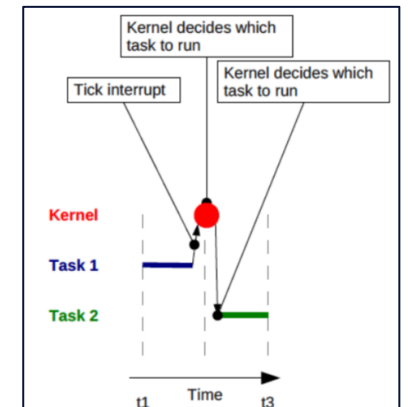 Kernel decides which
task to run
Kernel decides which
task to run
Tick interrupt
Kernel
Task 1
Task 2
t1
Time
t3